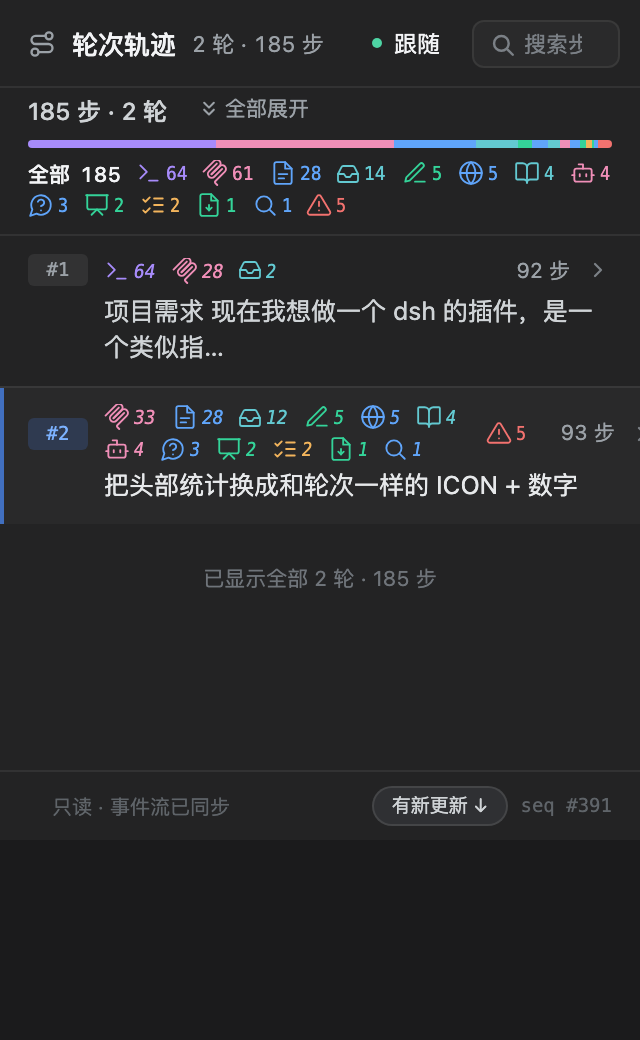 轮次轨迹 2 轮 · 185 步 跟随 搜索
185 步 · 2 轮 全部展开
全部 185 64 61 28 14 5 5 4 4
3 2 2 1 1 5
#1 64 28 2 92 步
项目需求 现在我想做一个 dsh 的插件，是一
个类似指...
#2 33 28 12 5 5 4 5 93 步
4 3 2 2 1 1
把头部统计换成和轮次一样的 ICON + 数字
已显示全部 2 轮 · 185 步
只读 · 事件流已同步 有新更新 ↓ seq #391